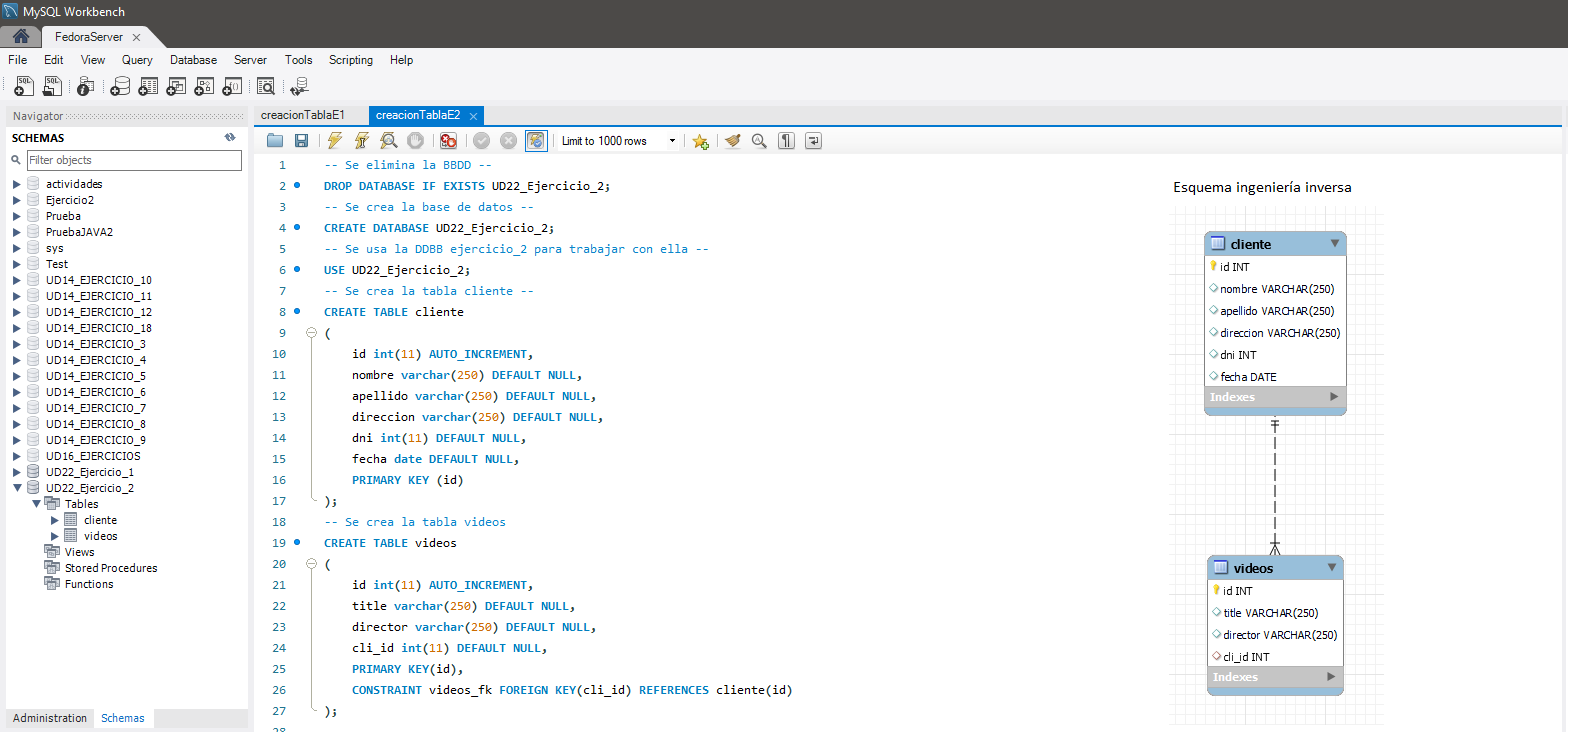 MySQL Workbench
FedoraServer
File Edit View Query Database Server Tools Scripting Help
Navigator
SCHEMAS
Filter objects
actividades
Ejercicio2
Prueba
PruebaJAVA2
sys
Test
UD14_EJERCICIO_10
UD14_EJERCICIO_11
UD14_EJERCICIO_12
UD14_EJERCICIO_18
UD14_EJERCICIO_3
UD14_EJERCICIO_4
UD14_EJERCICIO_5
UD14_EJERCICIO_6
UD14_EJERCICIO_7
UD14_EJERCICIO_8
UD14_EJERCICIO_9
UD16_EJERCICIOS
UD22_Ejercicio_1
UD22_Ejercicio_2
Tables
cliente
videos
Views
Stored Procedures
Functions
Administration Schemas
creacionTablaE1 creacionTablaE2
Limit to 1000 rows
1 -- Se elimina la BBDD --
2 DROP DATABASE IF EXISTS UD22_Ejercicio_2;
3 -- Se crea la base de datos --
4 CREATE DATABASE UD22_Ejercicio_2;
5 -- Se usa la DDBB ejercicio_2 para trabajar con ella --
6 USE UD22_Ejercicio_2;
7 -- Se crea la tabla cliente --
8 CREATE TABLE cliente
9 (
10 id int(11) AUTO_INCREMENT,
11 nombre varchar(250) DEFAULT NULL,
12 apellido varchar(250) DEFAULT NULL,
13 direccion varchar(250) DEFAULT NULL,
14 dni int(11) DEFAULT NULL,
15 fecha date DEFAULT NULL,
16 PRIMARY KEY (id)
17 );
18 -- Se crea la tabla videos
19 CREATE TABLE videos
20 (
21 id int(11) AUTO_INCREMENT,
22 title varchar(250) DEFAULT NULL,
23 director varchar(250) DEFAULT NULL,
24 cli_id int(11) DEFAULT NULL,
25 PRIMARY KEY(id),
26 CONSTRAINT videos_fk FOREIGN KEY(cli_id) REFERENCES cliente(id)
27 );
28
Esquema ingeniería inversa
cliente
id INT
nombre VARCHAR(250)
apellido VARCHAR(250)
direccion VARCHAR(250)
dni INT
fecha DATE
Indexes
videos
id INT
title VARCHAR(250)
director VARCHAR(250)
cli_id INT
Indexes